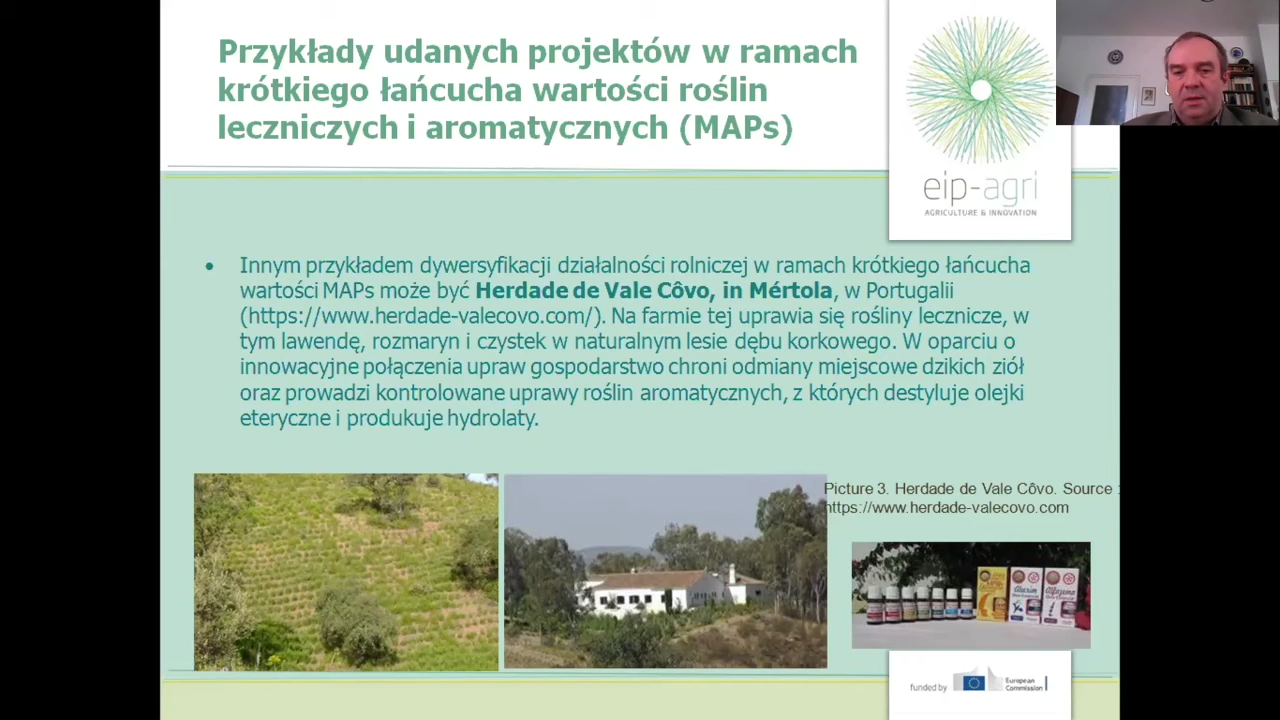 Przykłady udanych projektów w ramach
krótkiego łańcucha wartości roślin
leczniczych i aromatycznych (MAPs)
eip-agri
AGRICULTURE & INNOVATION
• Innym przykładem dywersyfikacji działalności rolniczej w ramach krótkiego łańcucha
wartości MAPs może być Herdade de Vale Côvo, in Mértola, w Portugalii
(https://www.herdade-valecovo.com/). Na farmie tej uprawia się rośliny lecznicze, w
tym lawendę, rozmaryn i czystek w naturalnym lesie dębu korkowego. W oparciu o
innowacyjne połączenia upraw gospodarstwo chroni odmiany miejscowe dzikich ziół
oraz prowadzi kontrolowane uprawy roślin aromatycznych, z których destyluje olejki
eteryczne i produkuje hydrolaty.
Picture 3. Herdade de Vale Côvo. Source :
https://www.herdade-valecovo.com
Alecrim
Alfazema
funded by
European
Commission